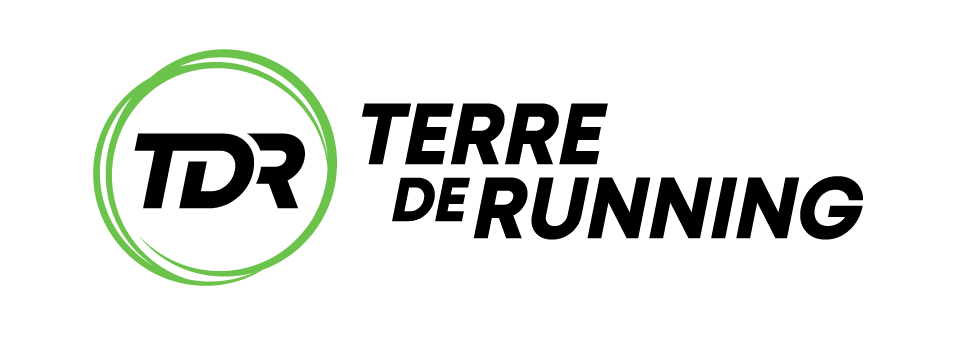 TDR
TERRE
DE RUNNING